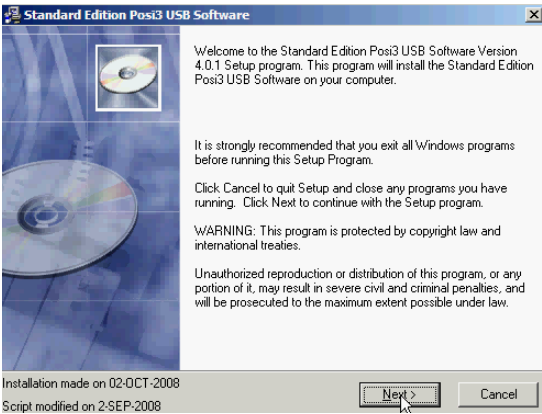 Standard Edition Posi3 USB Software
Welcome to the Standard Edition Posi3 USB Software Version
4.0.1 Setup program. This program will install the Standard Edition
Posi3 USB Software on your computer.
It is strongly recommended that you exit all Windows programs
before running this Setup Program.
Click Cancel to quit Setup and close any programs you have
running. Click Next to continue with the Setup program.
WARNING: This program is protected by copyright law and
international treaties.
Unauthorized reproduction or distribution of this program, or any
portion of it, may result in severe civil and criminal penalties, and
will be prosecuted to the maximum extent possible under law.
Installation made on 02-OCT-2008
Script modified on 2-SEP-2008
Next >
Cancel